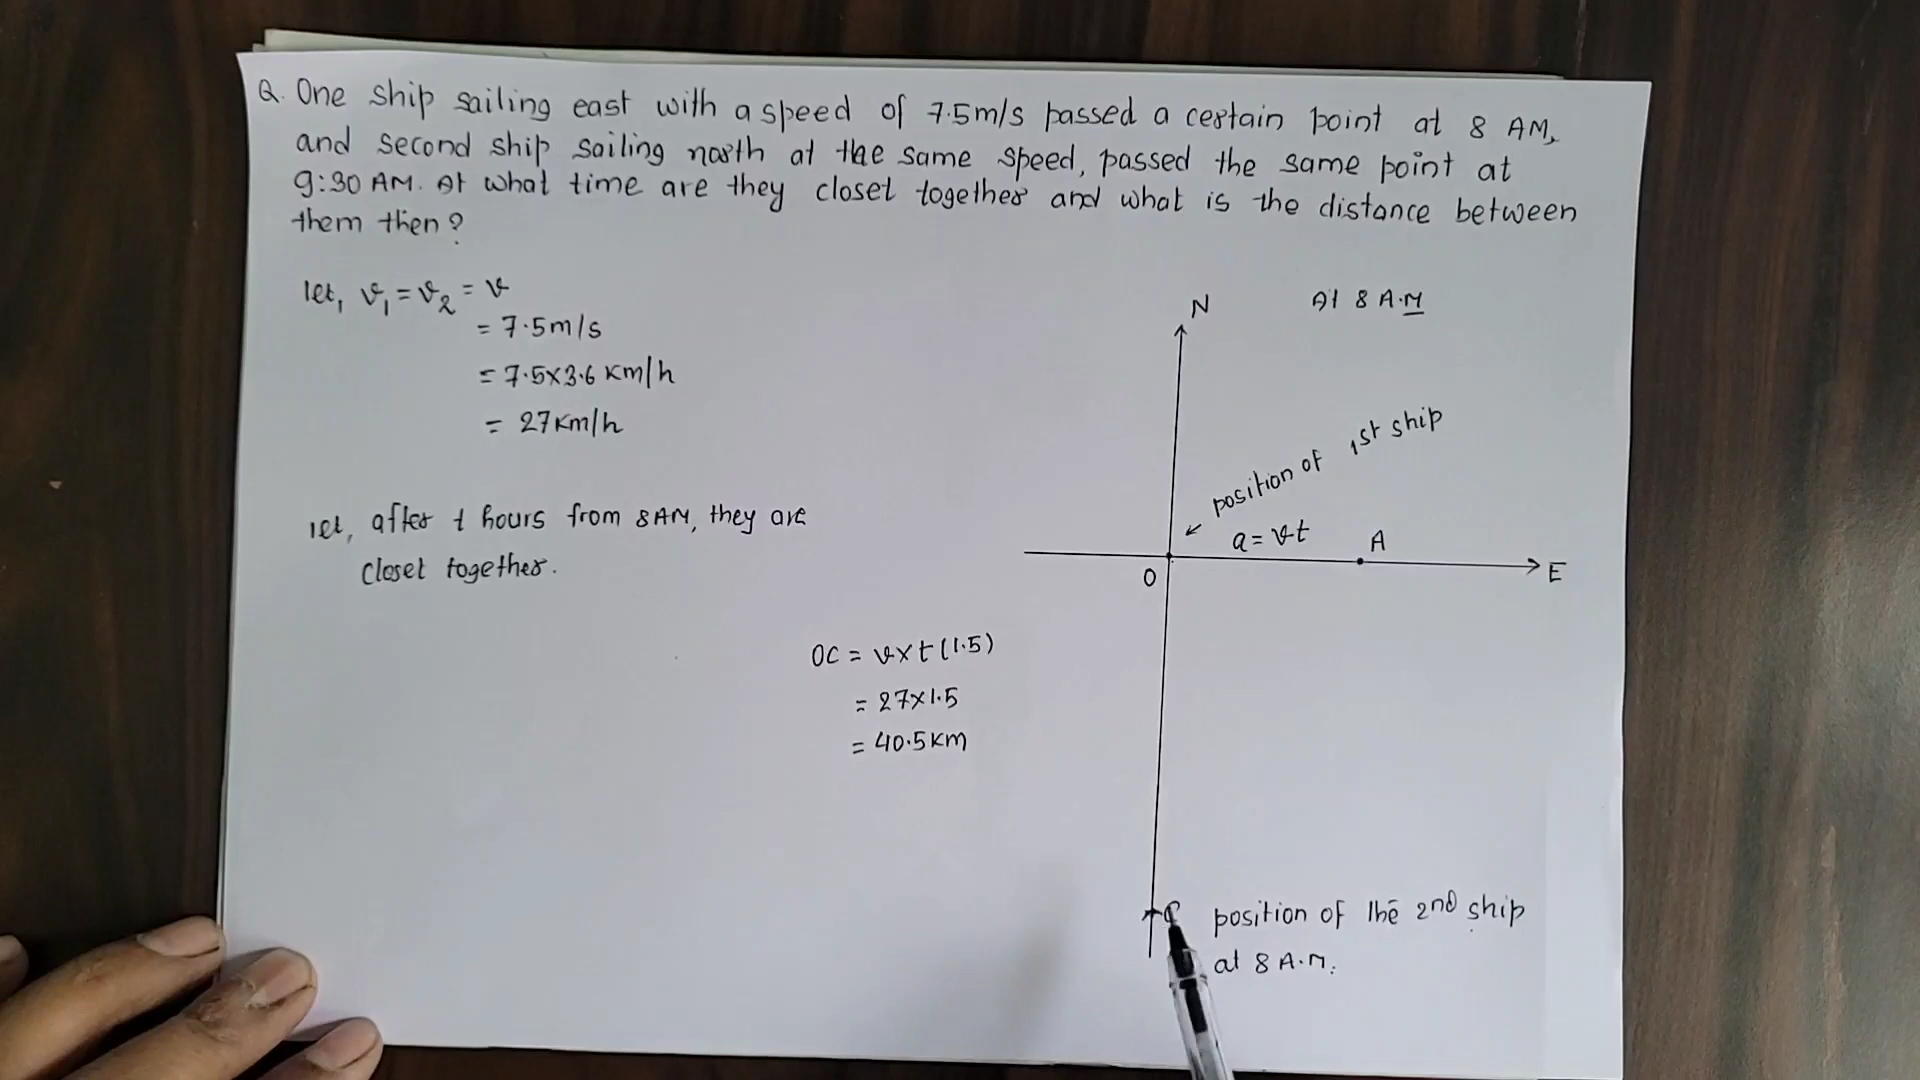 Q. One ship sailing east with a speed of 7.5m/s passed a certain point at 8 AM,
and second ship sailing north at the same speed, passed the same point at
9:30 AM. At what time are they closet together and what is the distance between
them then?
let, v₁ = v₂ = v
= 7.5m/s
= 7.5×3.6 km/h
= 27km/h
let, after t hours from 8AM, they are
closet together.
OC = v×t (1.5)
= 27×1.5
= 40.5km
N
At 8 A.M
position of 1st ship
a = vt
A
O
E
C
position of the 2nd ship
at 8 A.M.